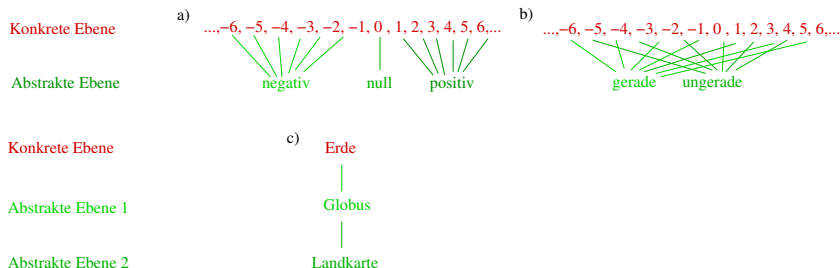 a)
b)
Konkrete Ebene ...,−6, −5, −4, −3, −2, −1, 0 , 1, 2, 3, 4, 5, 6,... ...,−6, −5, −4, −3, −2, −1, 0 , 1, 2, 3, 4, 5, 6,...
Abstrakte Ebene negativ null positiv gerade ungerade
c)
Konkrete Ebene Erde
Abstrakte Ebene 1 Globus
Abstrakte Ebene 2 Landkarte